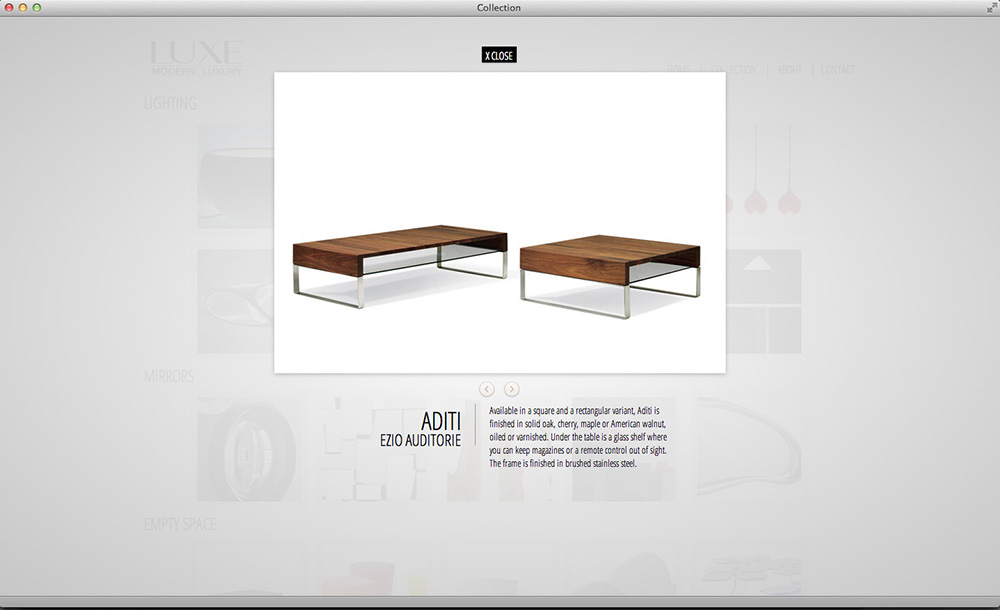 Collection
X CLOSE
LUXE
MODERN LUXURY
HOME | COLLECTION | ABOUT | CONTACT
LIGHTING
MIRRORS
ADITI
EZIO AUDITORIE
Available in a square and a rectangular variant, Aditi is
finished in solid oak, cherry, maple or American walnut,
oiled or varnished. Under the table is a glass shelf where
you can keep magazines or a remote control out of sight.
The frame is finished in brushed stainless steel.
EMPTY SPACE